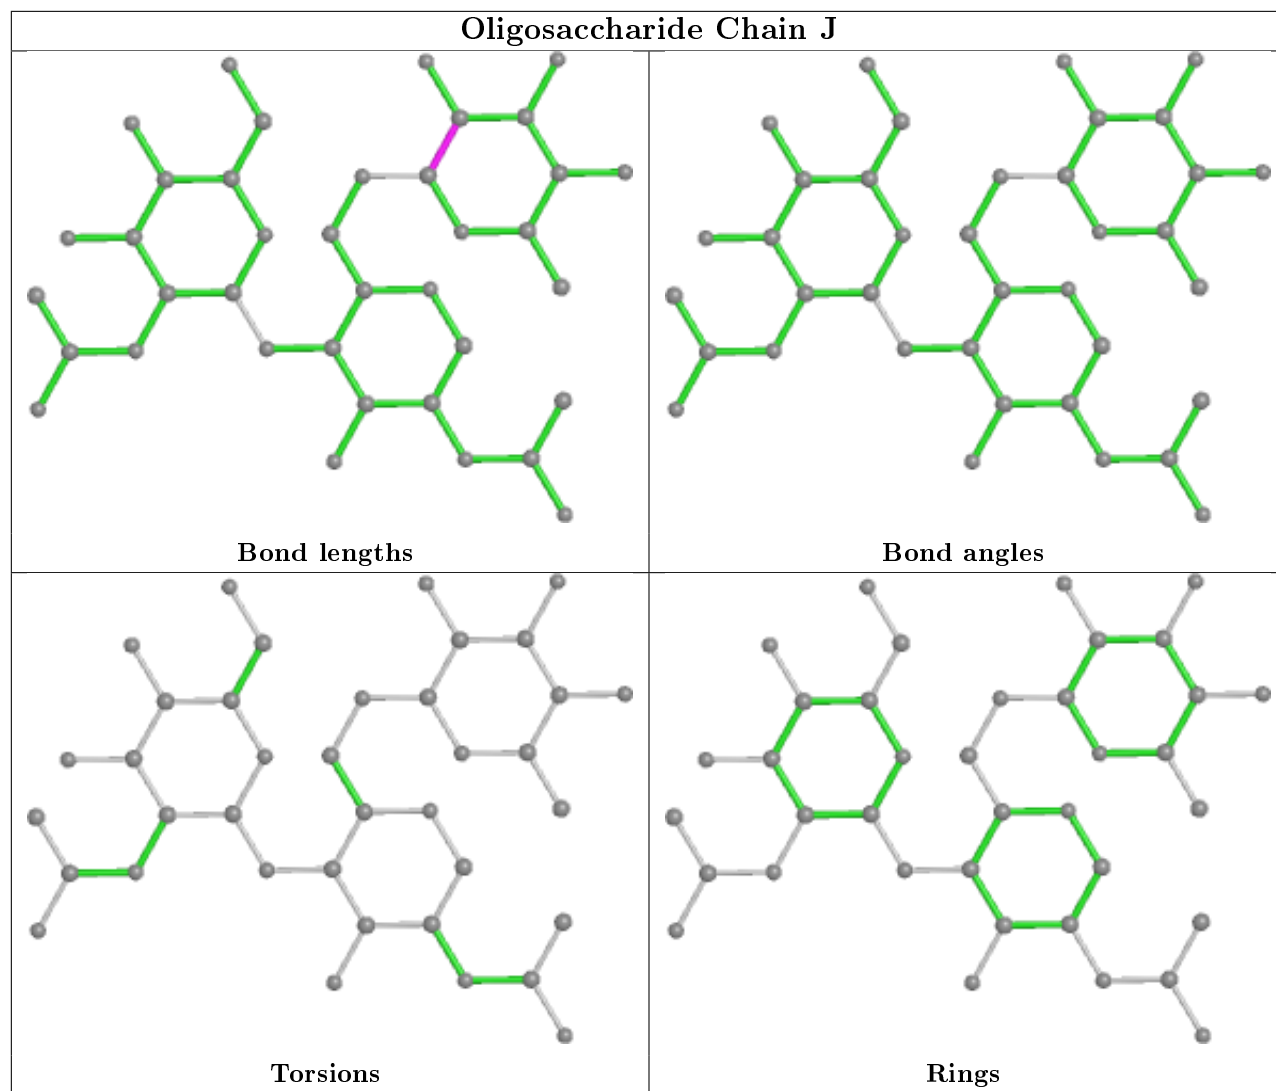 Oligosaccharide Chain J
Bond lengths
Bond angles
Torsions
Rings